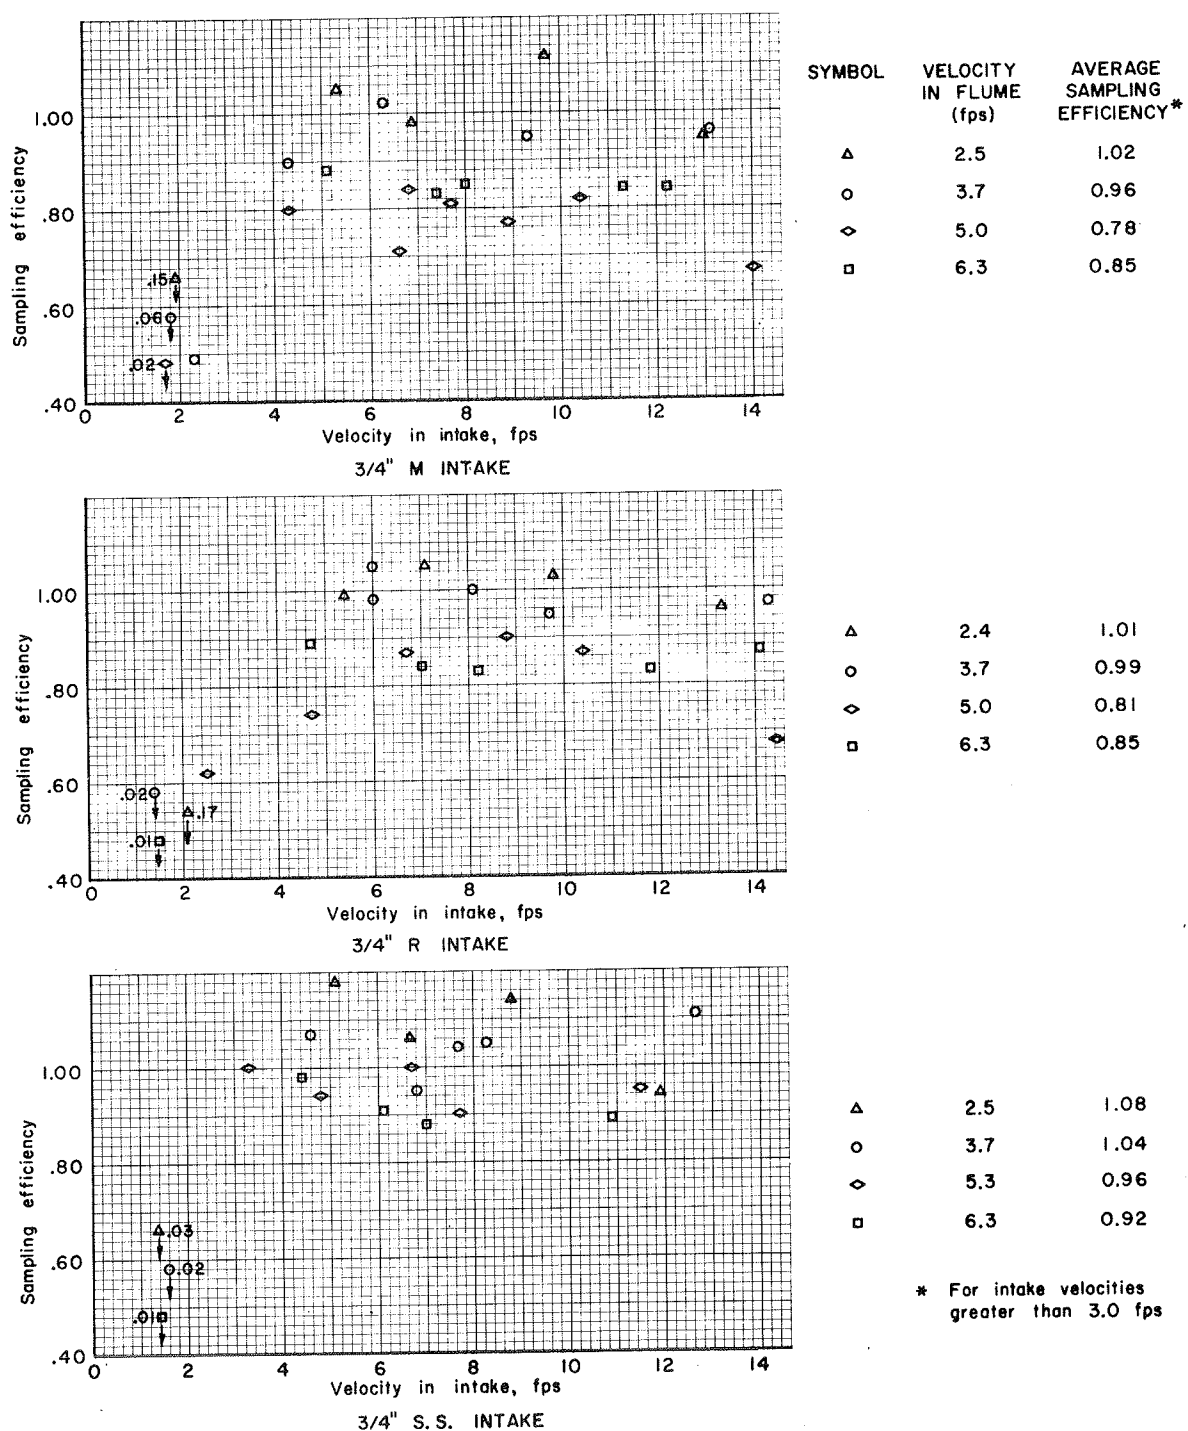 SYMBOL VELOCITY IN FLUME (fps) AVERAGE SAMPLING EFFICIENCY*
2.5 1.02
3.7 0.96
5.0 0.78
6.3 0.85
Sampling efficiency
1.00
.80
.60
.40
.15
.06
.02
0 2 4 6 8 10 12 14
Velocity in intake, fps
3/4" M INTAKE
Sampling efficiency
1.00
.80
.60
.40
.02
.17
.01
0 2 4 6 8 10 12 14
Velocity in intake, fps
3/4" R INTAKE
2.4 1.01
3.7 0.99
5.0 0.81
6.3 0.85
Sampling efficiency
1.00
.80
.60
.40
.03
.02
.01
0 2 4 6 8 10 12 14
Velocity in intake, fps
3/4" S.S. INTAKE
2.5 1.08
3.7 1.04
5.3 0.96
6.3 0.92
* For intake velocities
greater than 3.0 fps